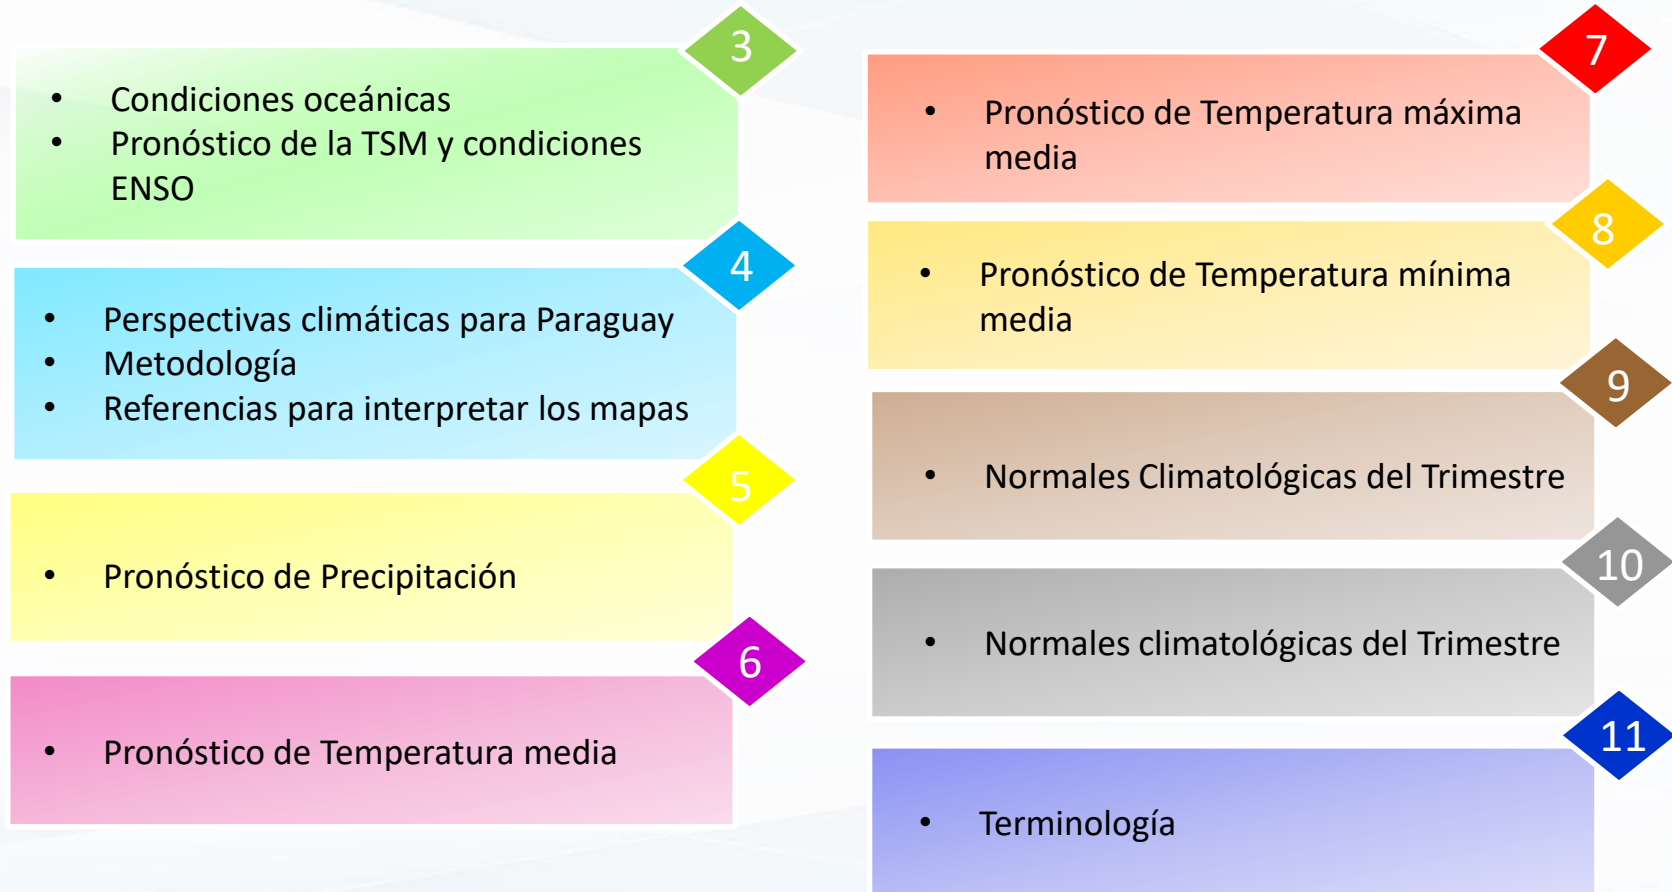 3
• Condiciones oceánicas
• Pronóstico de la TSM y condiciones
ENSO
4
• Perspectivas climáticas para Paraguay
• Metodología
• Referencias para interpretar los mapas
5
• Pronóstico de Precipitación
6
• Pronóstico de Temperatura media
7
• Pronóstico de Temperatura máxima
media
8
• Pronóstico de Temperatura mínima
media
9
• Normales Climatológicas del Trimestre
10
• Normales climatológicas del Trimestre
11
• Terminología